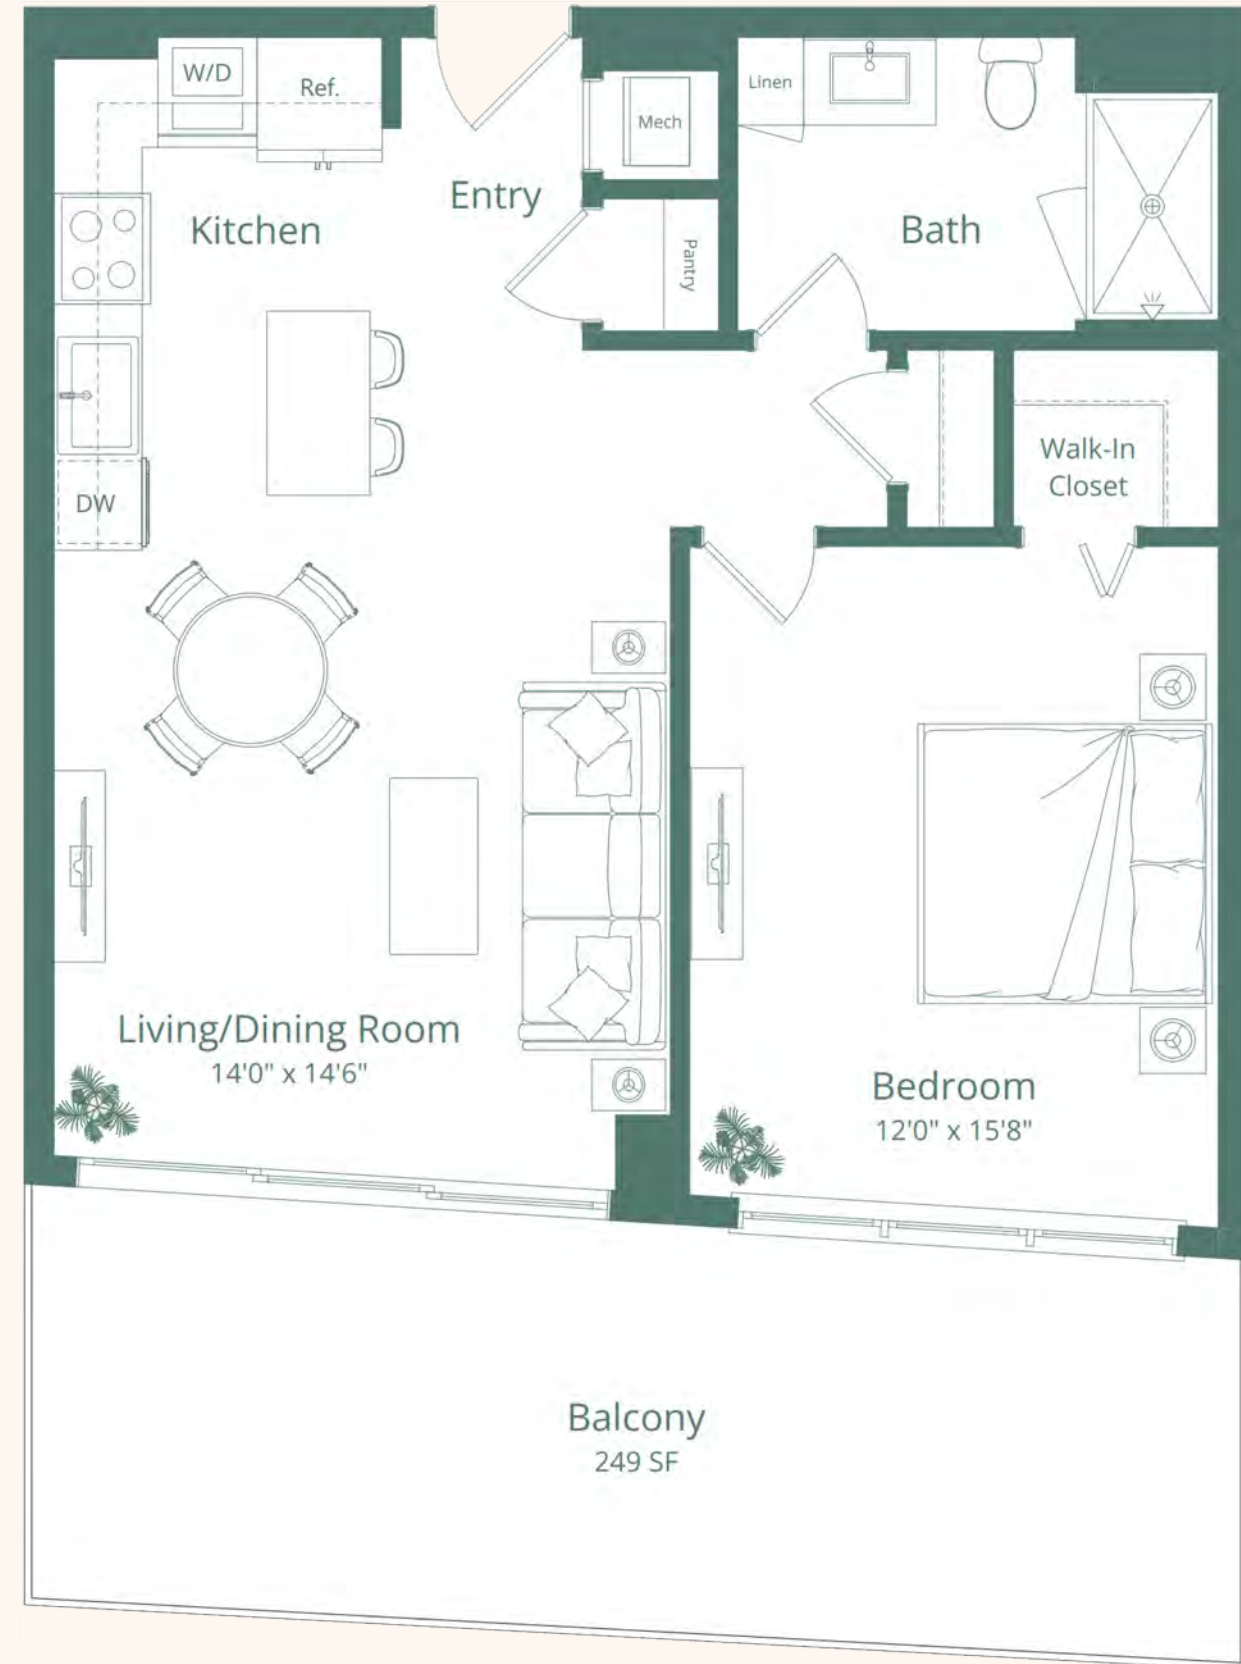 W/D
Ref.
Linen
Mech
Entry
Kitchen
Bath
Pantry
Walk-In
Closet
DW
Living/Dining Room
14'0" x 14'6"
Bedroom
12'0" x 15'8"
Balcony
249 SF